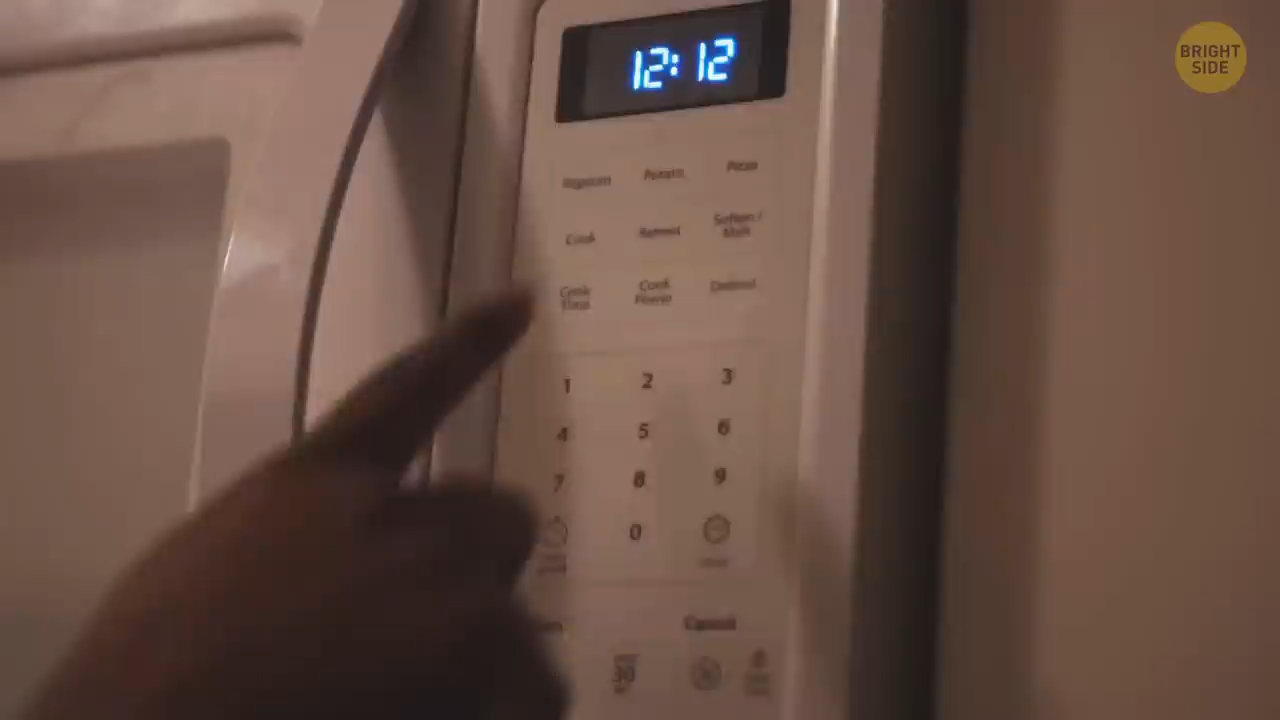 BRIGHT
SIDE
12:12
Potato
Pizza
Cook
Reheat
Soften /
Melt
Cook
Time
Cook
Power
Defrost
1
2
3
4
5
6
7
8
9
0
Cancel
30